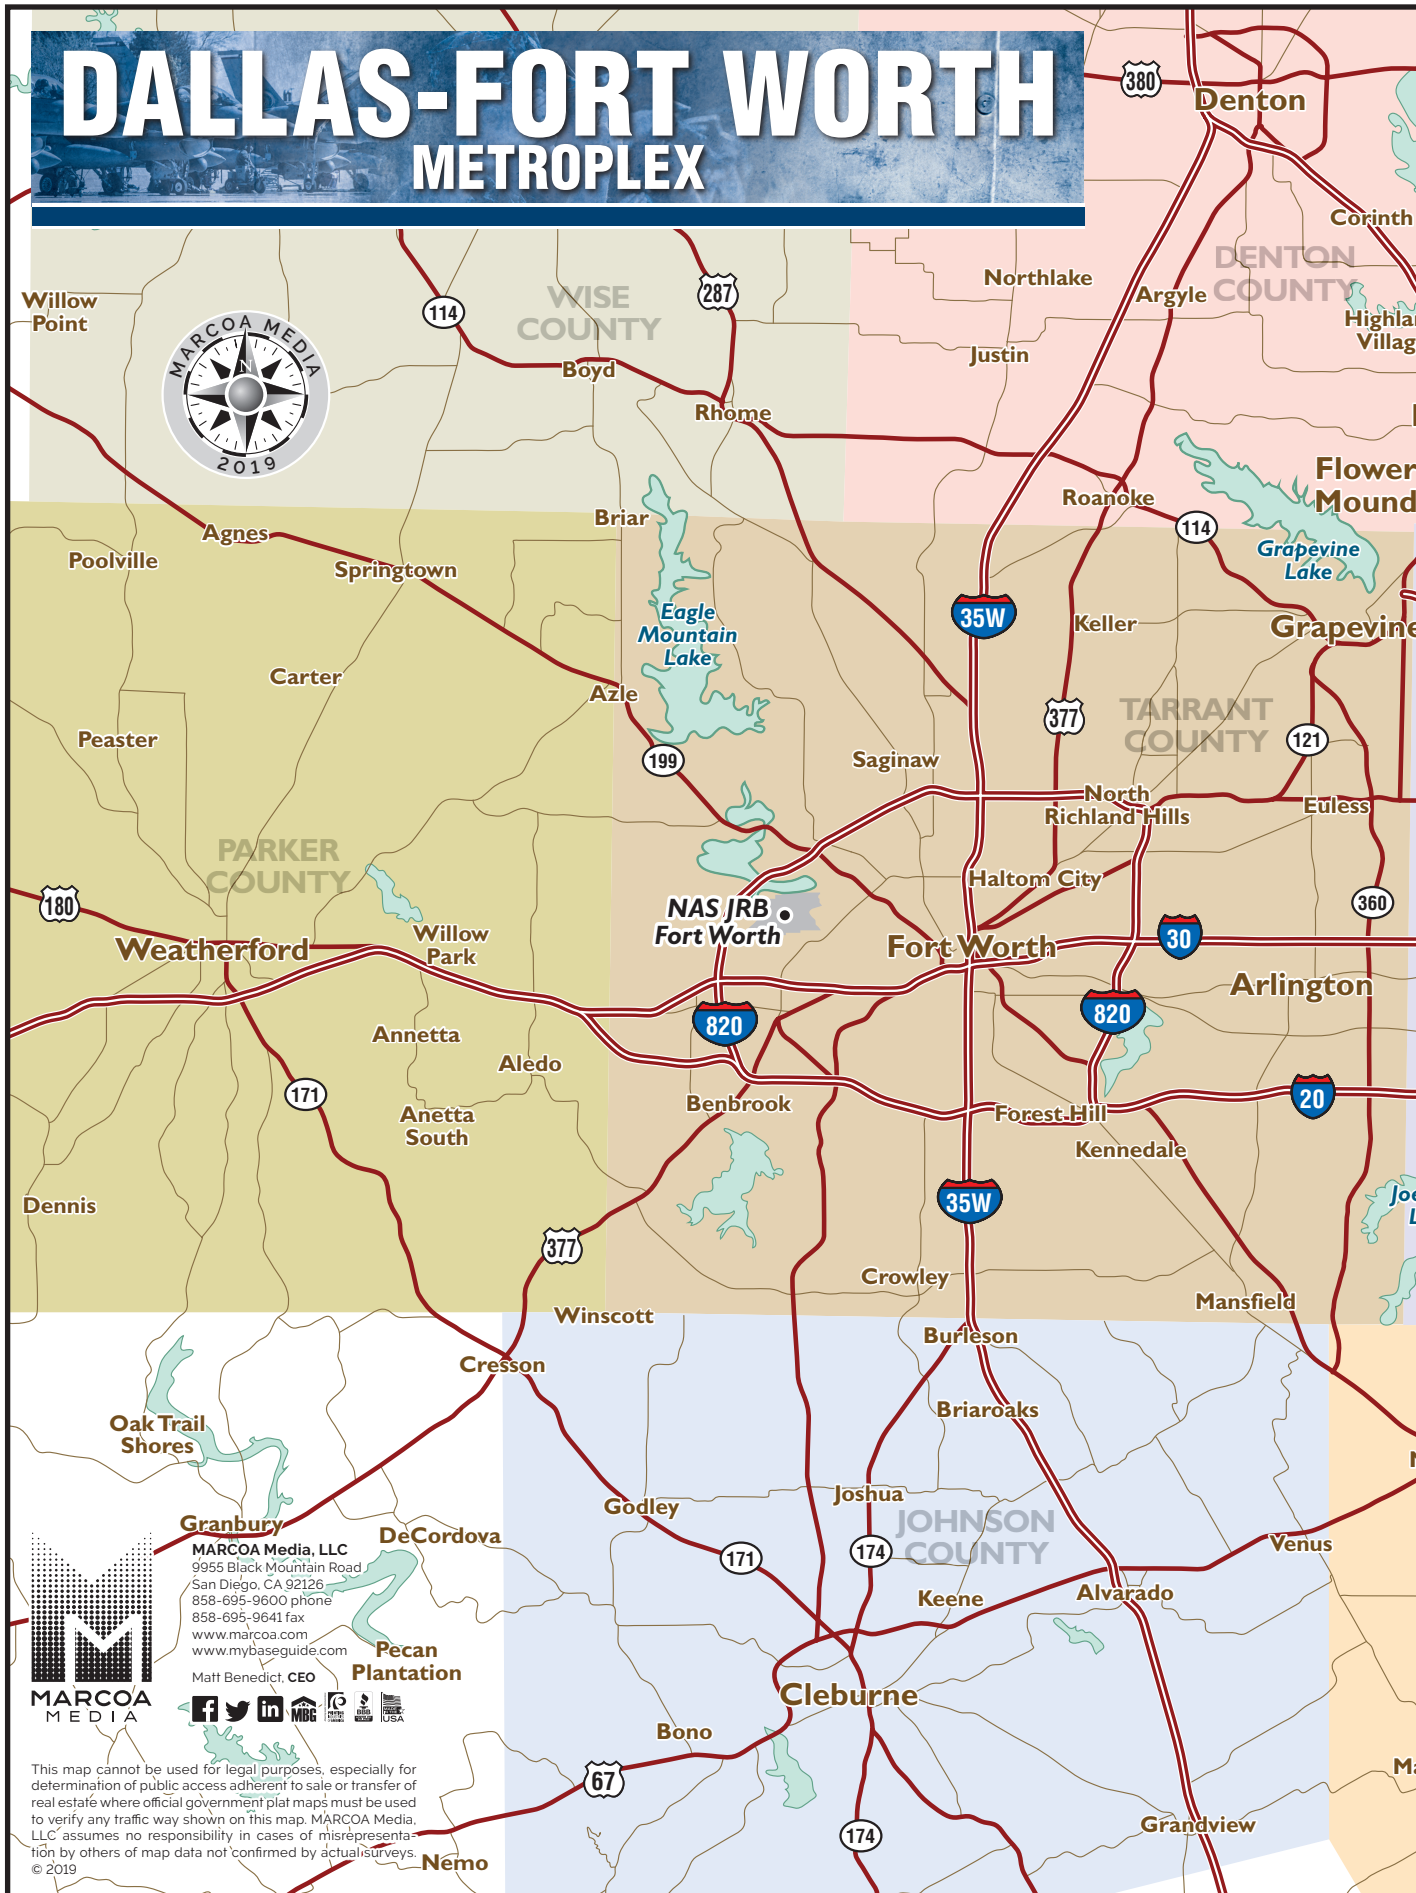 DALLAS-FORT WORTH
METROPLEX
380
Denton
Corinth
DENTON
COUNTY
Northlake
Argyle
Willow
Point
WISE
COUNTY
287
114
Highla
Villag
MARCOA MEDIA
N
2019
Justin
Boyd
Rhome
Flower
Mound
Roanoke
114
Briar
Agnes
Poolville
Springtown
Grapevine
Lake
Eagle
Mountain
Lake
35W
Keller
Grapevine
Carter
Azle
377
TARRANT
COUNTY
121
Peaster
199
Saginaw
North
Richland Hills
Euless
PARKER
COUNTY
Haltom City
180
NAS JRB
Fort Worth
360
Weatherford
Willow
Park
Fort Worth
30
Arlington
820
820
Annetta
Aledo
171
Benbrook
20
Anetta
South
Forest Hill
Kennedale
Dennis
35W
Joe
L
377
Crowley
Mansfield
Winscott
Burleson
Cresson
Briaroaks
Oak Trail
Shores
Godley
Joshua
JOHNSON
COUNTY
Granbury
DeCordova
171
174
Venus
Keene
Alvarado
MARCOA Media, LLC
9955 Black Mountain Road
San Diego, CA 92126
858-695-9600 phone
858-695-9641 fax
www.marcoa.com
www.mybaseguide.com
Matt Benedict, CEO
MBG
BBB
USA
MARCOA
MEDIA
Pecan
Plantation
Cleburne
Bono
67
Ma
Grandview
174
Nemo
This map cannot be used for legal purposes, especially for
determination of public access adherent to sale or transfer of
real estate where official government plat maps must be used
to verify any traffic way shown on this map. MARCOA Media,
LLC assumes no responsibility in cases of misrepresenta-
tion by others of map data not confirmed by actual surveys.
© 2019